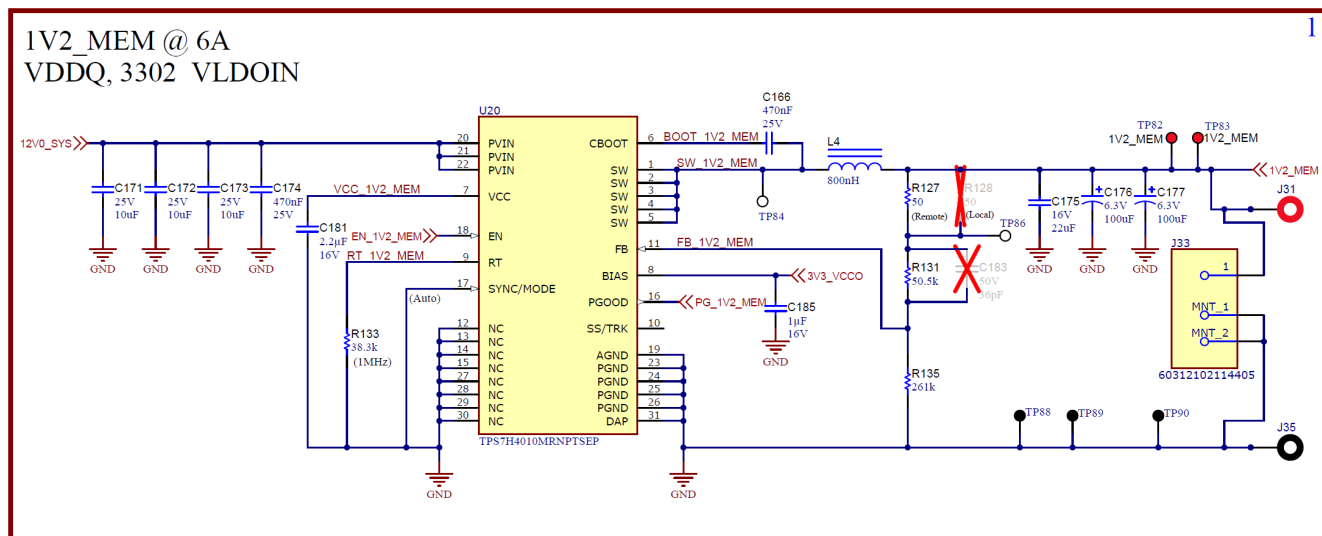 1V2_MEM @ 6A
VDDQ, 3302 VLDOIN
1
12V0_SYS
C171
25V
10uF
C172
25V
10uF
C173
25V
10uF
C174
470nF
25V
GND
GND
GND
GND
VCC_1V2_MEM
C181
2.2µF
16V
EN_1V2_MEM
RT_1V2_MEM
(Auto)
R133
38.3k
(1MHz)
U20
20 PVIN
21 PVIN
22 PVIN
7 VCC
18 EN
9 RT
17 SYNC/MODE
12 NC
13 NC
14 NC
15 NC
27 NC
28 NC
29 NC
30 NC
CBOOT 6
SW 1
SW 2
SW 3
SW 4
SW 5
FB 11
BIAS 8
PGOOD 16
SS/TRK 10
AGND 19
PGND 23
PGND 24
PGND 25
PGND 26
DAP 31
TPS7H4010MRNPTSEP
GND
GND
BOOT_1V2_MEM
C166
470nF
25V
SW_1V2_MEM
TP84
L4
800nH
FB_1V2_MEM
3V3_VCCO
PG_1V2_MEM
C185
1µF
16V
GND
R127
50
(Remote)
R128
50
(Local)
TP86
R131
50.5k
C183
50V
56pF
R135
261k
C175
16V
22uF
C176
6.3V
100uF
C177
6.3V
100uF
GND
GND
GND
TP82
1V2_MEM
TP83
1V2_MEM
1V2_MEM
J31
J33
1
MNT_1
MNT_2
60312102114405
TP88
TP89
TP90
J35